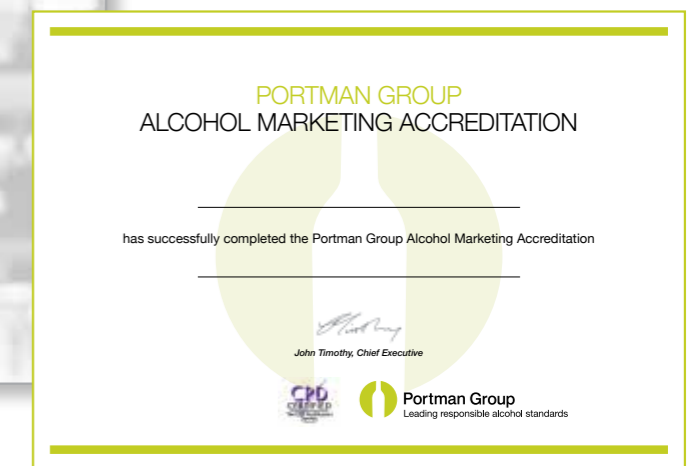 PORTMAN GROUP
ALCOHOL MARKETING ACCREDITATION
has successfully completed the Portman Group Alcohol Marketing Accreditation
John Timothy, Chief Executive
CPD
CERTIFIED
Portman Group
Leading responsible alcohol standards